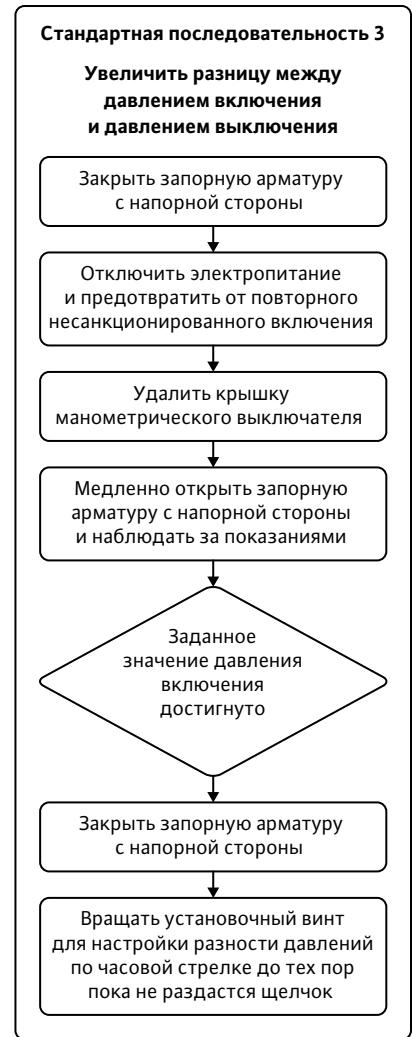 Стандартная последовательность 3
Увеличить разницу между
давлением включения
и давлением выключения
Закрыть запорную арматуру
с напорной стороны
Отключить электропитание
и предотвратить от повторного
несанкционированного включения
Удалить крышку
манометрического выключателя
Медленно открыть запорную
арматуру с напорной стороны
и наблюдать за показаниями
Заданное
значение давления
включения
достигнуто
Закрыть запорную арматуру
с напорной стороны
Вращать установочный винт
для настройки разности давлений
по часовой стрелке до тех пор
пока не раздастся щелчок